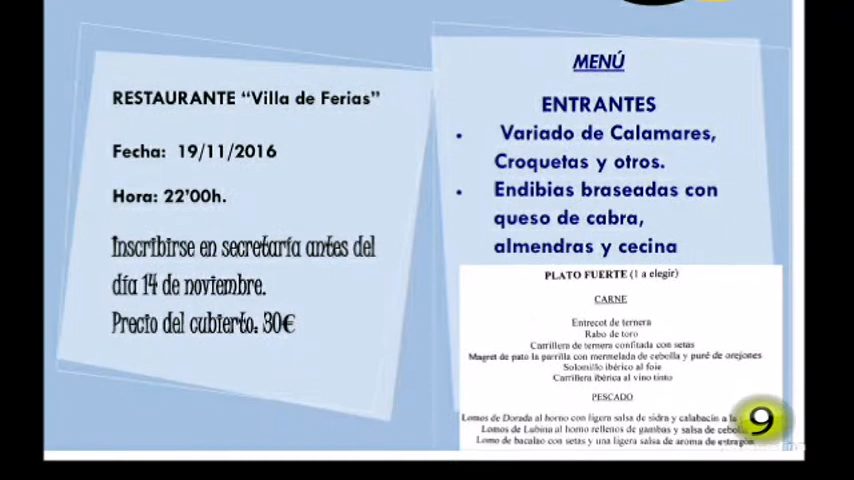 RESTAURANTE “Villa de Ferias”
Fecha: 19/11/2016
Hora: 22’00h.
Inscribirse en secretaría antes del
día 14 de noviembre.
Precio del cubierto: 30€
MENÚ
ENTRANTES
• Variado de Calamares,
Croquetas y otros.
• Endibias braseadas con
queso de cabra,
almendras y cecina
PLATO FUERTE (1 a elegir)
CARNE
Entrecot de ternera
Rabo de toro
Carrillera de ternera confitada con setas
Magret de pato la parrilla con mermelada de cebolla y puré de orejones
Solomillo ibérico al foie
Carrillera ibérica al vino tinto
PESCADO
Lomos de Dorada al horno con ligera salsa de sidra y calabacín a la
Lomos de Lubina al horno rellenos de gambas y salsa de
Lomo de bacalao con setas y una ligera salsa de aroma de estragón
9